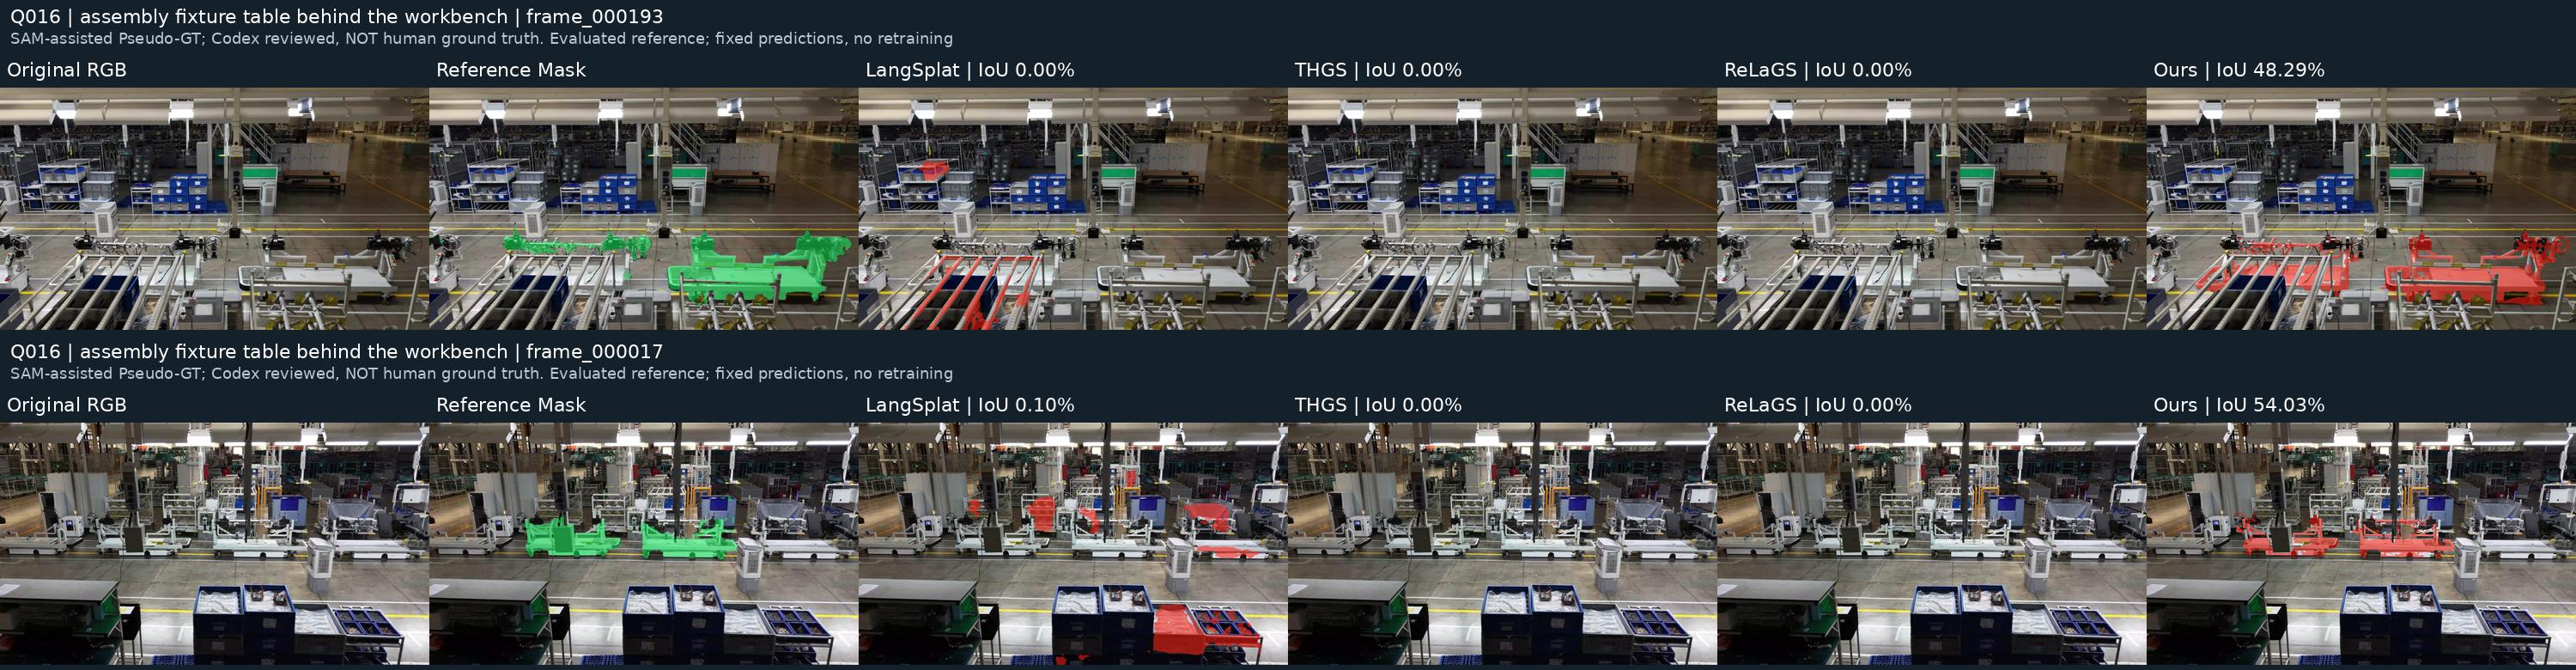 Q016 | assembly fixture table behind the workbench | frame_000193
SAM-assisted Pseudo-GT; Codex reviewed, NOT human ground truth. Evaluated reference; fixed predictions, no retraining
Original RGB
Reference Mask
LangSplat | IoU 0.00%
THGS | IoU 0.00%
ReLaGS | IoU 0.00%
Ours | IoU 48.29%
Q016 | assembly fixture table behind the workbench | frame_000017
SAM-assisted Pseudo-GT; Codex reviewed, NOT human ground truth. Evaluated reference; fixed predictions, no retraining
Original RGB
Reference Mask
LangSplat | IoU 0.10%
THGS | IoU 0.00%
ReLaGS | IoU 0.00%
Ours | IoU 54.03%